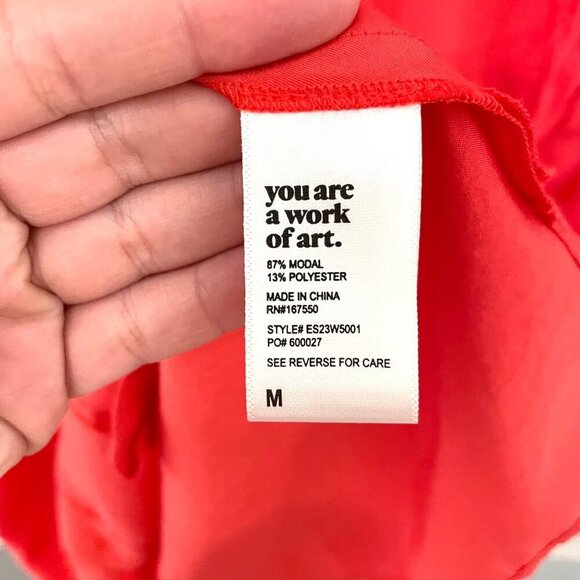 you are
a work
of art.
87% MODAL
13% POLYESTER
MADE IN CHINA
RN#167550
STYLE# ES23W5001
PO# 600027
SEE REVERSE FOR CARE
M